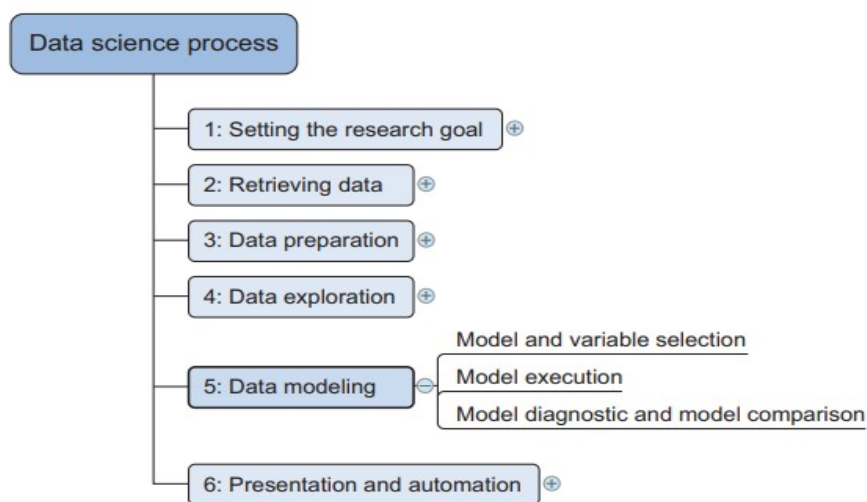 Data science process
1: Setting the research goal
2: Retrieving data
3: Data preparation
4: Data exploration
5: Data modeling
Model and variable selection
Model execution
Model diagnostic and model comparison
6: Presentation and automation